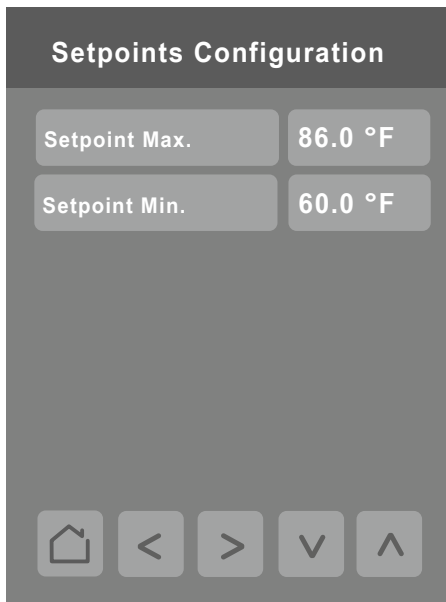 Setpoints Configuration
Setpoint Max. 86.0 °F
Setpoint Min. 60.0 °F
< > v ʌ